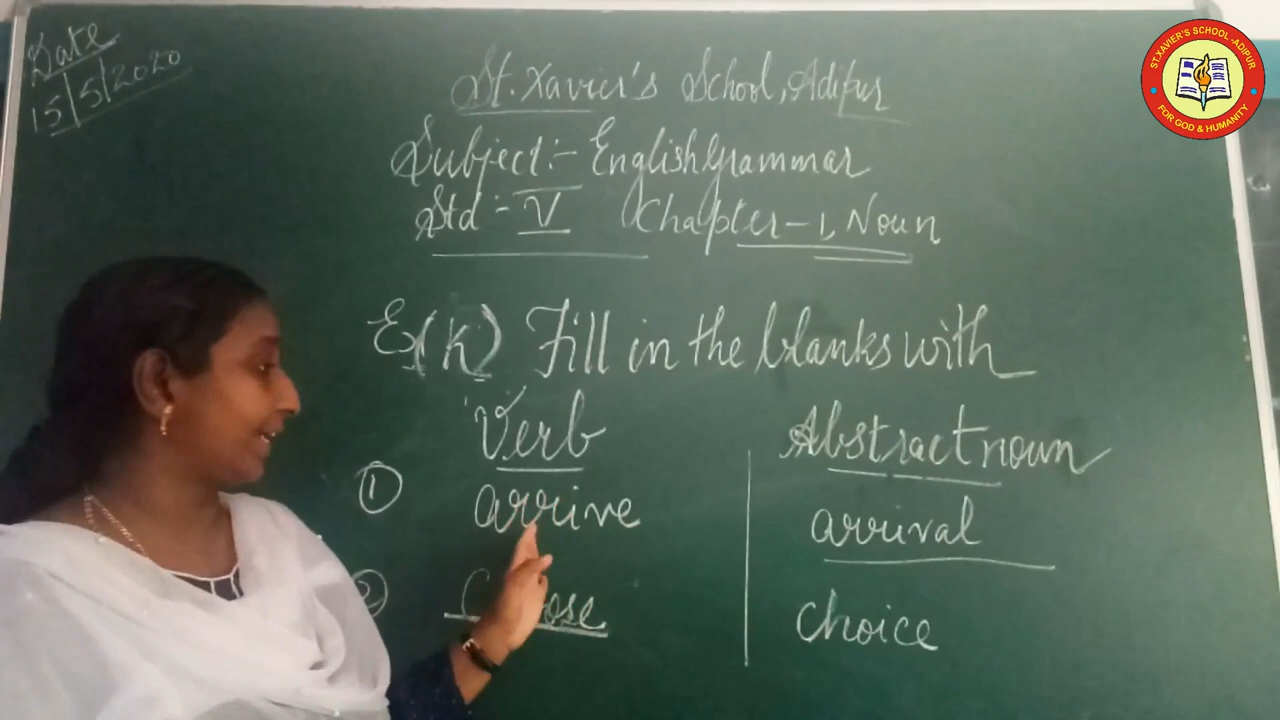 Date
15/5/2020
St. Xavier's School, Adipur
Subject:- English Grammar
Std:- V Chapter-1, Noun
Ex(K) Fill in the blanks with
Verb Abstract noun
① arrive arrival
② choice
ST.XAVIER'S SCHOOL-ADIPUR
FOR GOD & HUMANITY